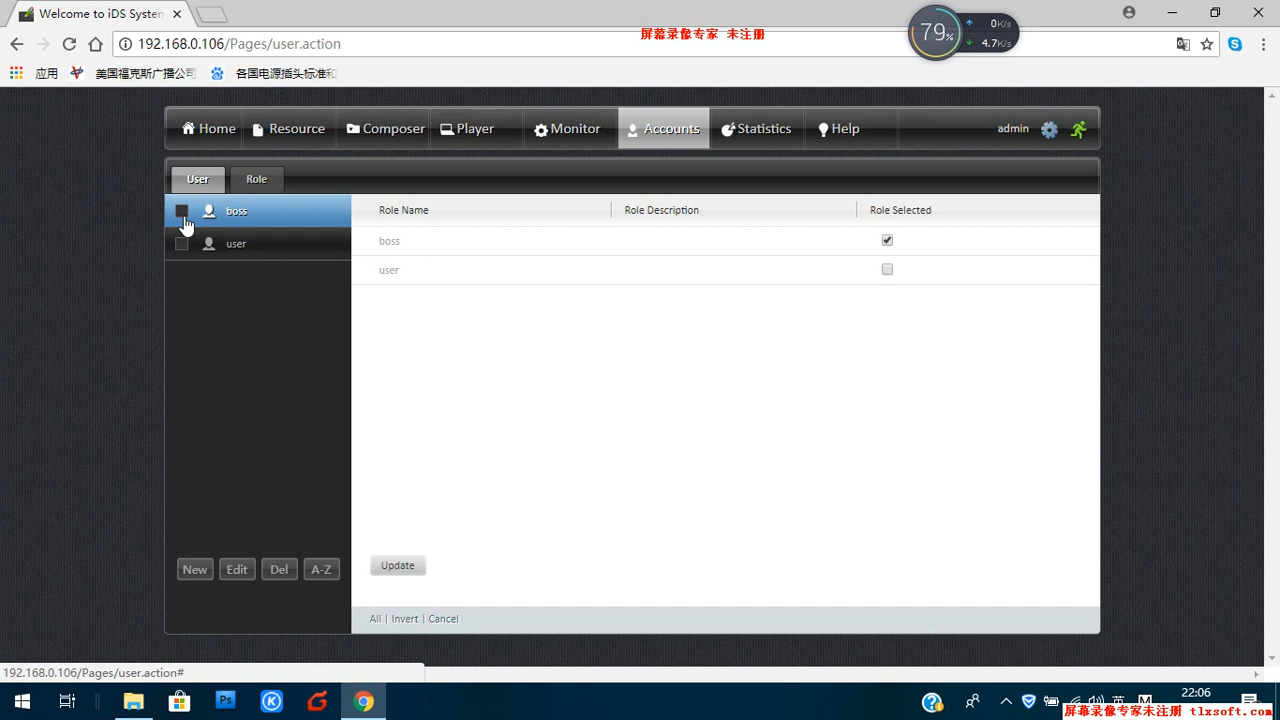 Welcome to iDS System
屏幕录像专家 未注册
79%
0K/s
4.7K/s
192.168.0.106/Pages/user.action
应用
美国福克斯广播公司
各国电源插头标准和
Home
Resource
Composer
Player
Monitor
Accounts
Statistics
Help
admin
User
Role
boss
user
Role Name
Role Description
Role Selected
boss
user
New
Edit
Del
A-Z
Update
All | Invert | Cancel
192.168.0.106/Pages/user.action#
Ps
K
英
M
22:06
屏幕录像专家未注册 tlxsoft.com